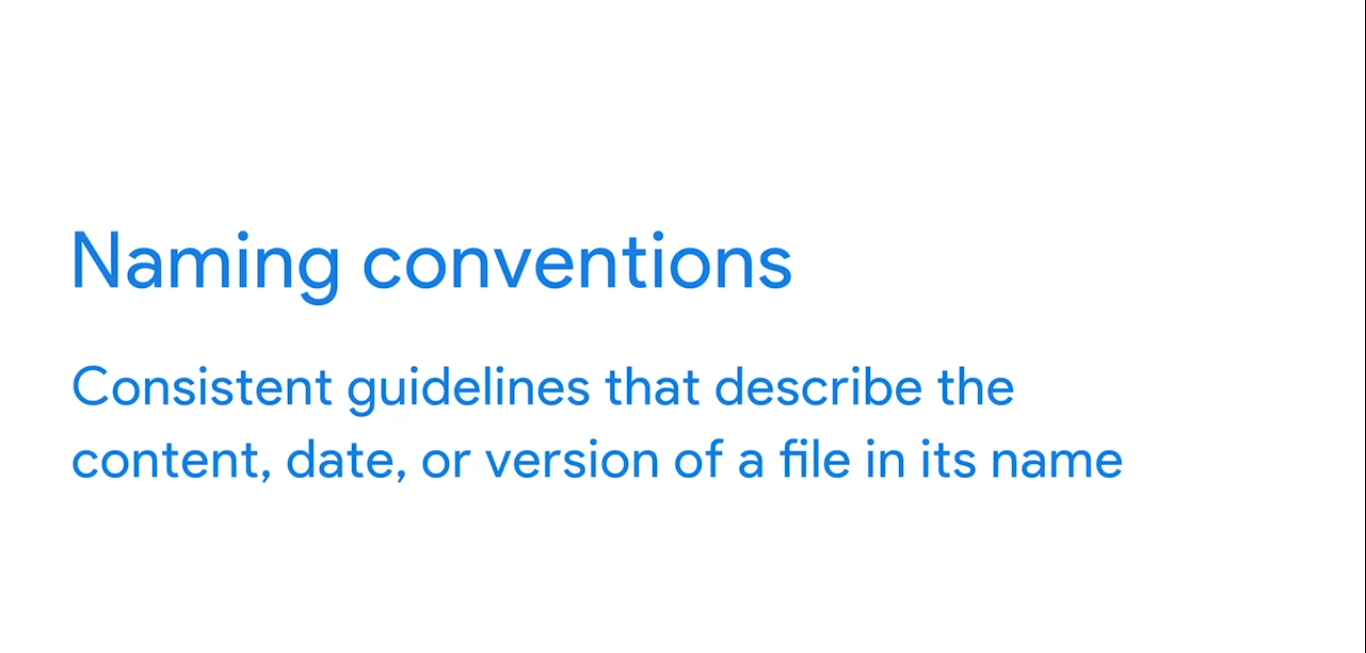 Naming conventions
Consistent guidelines that describe the
content, date, or version of a file in its name